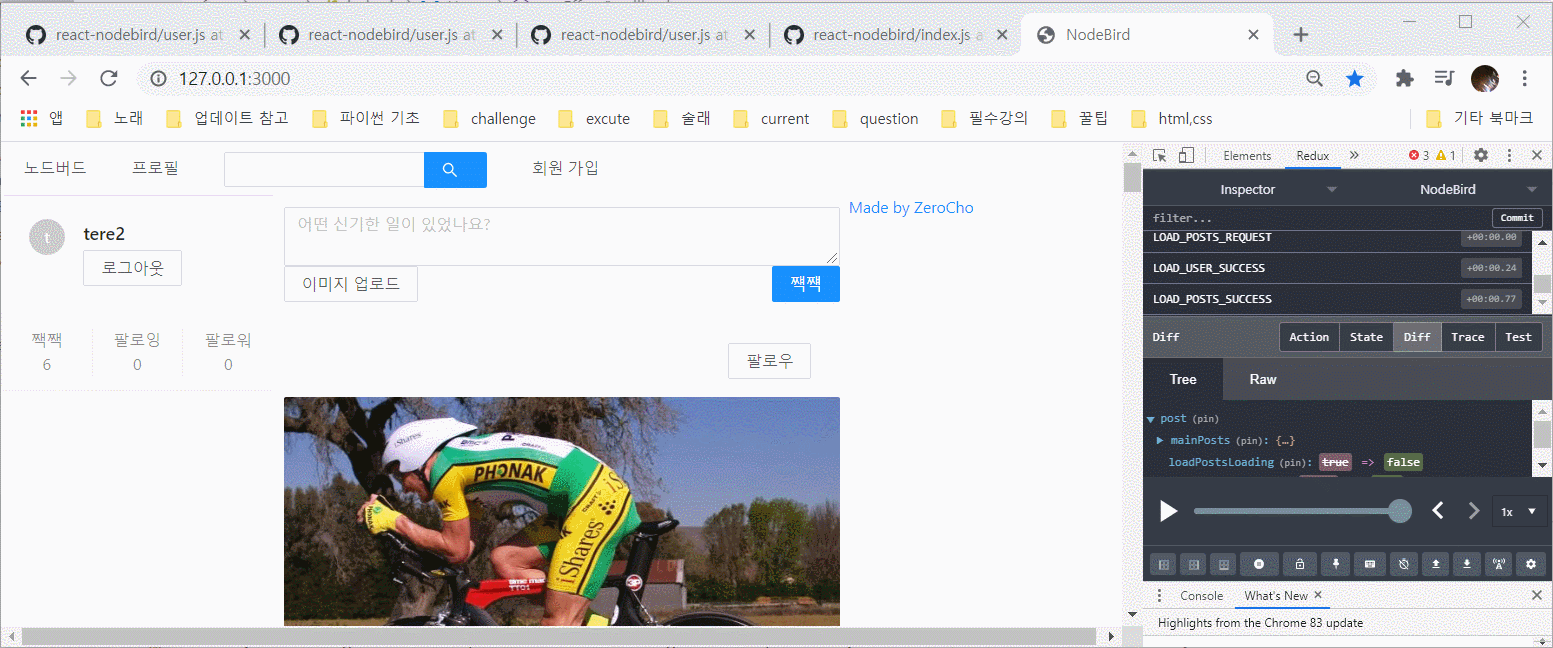 react-nodebird/user.js at
react-nodebird/user.js at
react-nodebird/user.js at
react-nodebird/index.js a
NodeBird
127.0.0.1:3000
앱
노래
업데이트 참고
파이썬 기초
challenge
excute
술래
current
question
필수강의
꿀팁
html,css
기타 북마크
노드버드
프로필
회원 가입
t
tere2
로그아웃
짹짹
6
팔로잉
0
팔로워
0
어떤 신기한 일이 있었나요?
이미지 업로드
짹짹
팔로우
iShares
PHONAK
iShares
Made by ZeroCho
Elements
Redux
3
1
Inspector
NodeBird
filter...
Commit
LOAD_POSTS_REQUEST +00:00.00
LOAD_USER_SUCCESS +00:00.24
LOAD_POSTS_SUCCESS +00:00.77
Diff
Action
State
Diff
Trace
Test
Tree
Raw
post (pin)
mainPosts (pin): {…}
loadPostsLoading (pin): true => false
1x
Console
What's New
Highlights from the Chrome 83 update